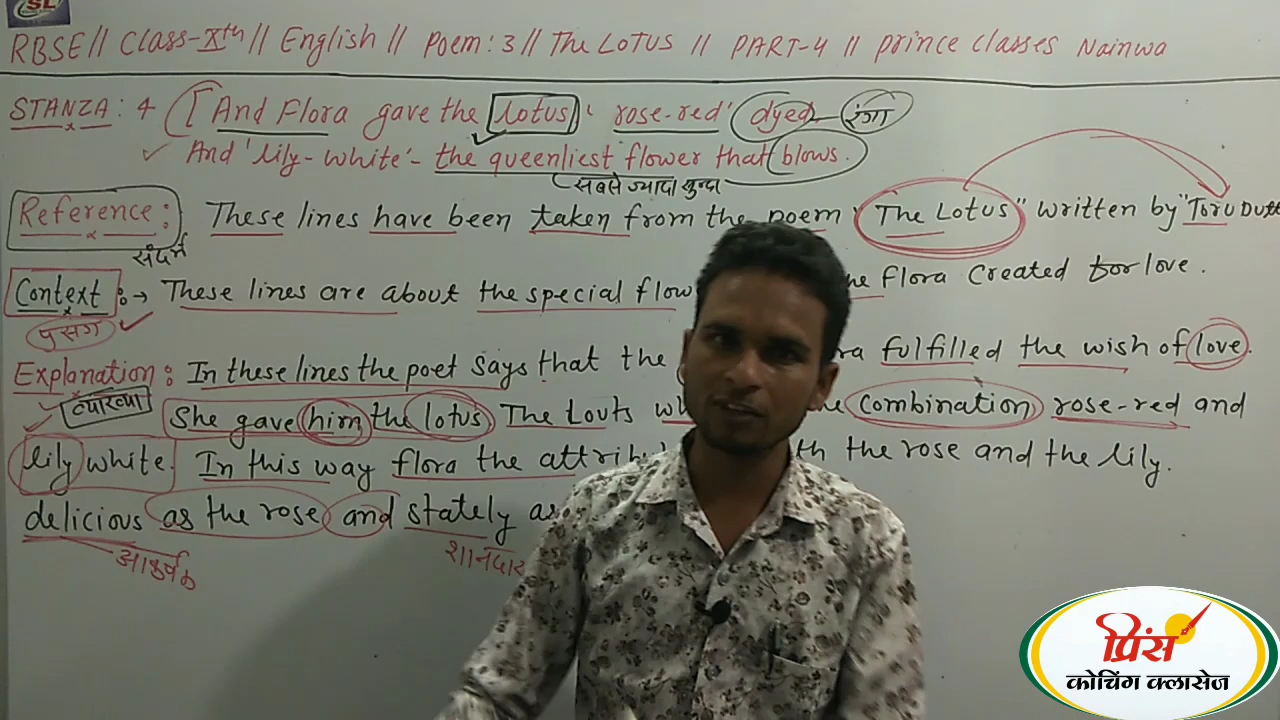 SL
RBSE // Class-Xth // English // Poem: 3 // The LOTUS // PART-4 // prince classes Nainwa
STANZA: 4 [And Flora gave the lotus 'rose-red' dyed रंगा
And 'lily-white'- the queenliest flower that blows.
सबसे ज्यादा सुन्दर
Reference: These lines have been taken from the poem "The Lotus" written by "Toru Dutt
संदर्भ
Context :→ These lines are about the special flow he flora created for love.
प्रसंग
Explanation: In these lines the poet says that the ra fulfilled the wish of love.
व्याख्या She gave him the lotus The Louts w he combination rose-red and
lily white. In this way flora the attrib th the rose and the lily.
delicious as the rose and stately as
आकर्षक शानदार
प्रिंस
कोचिंग क्लासेज